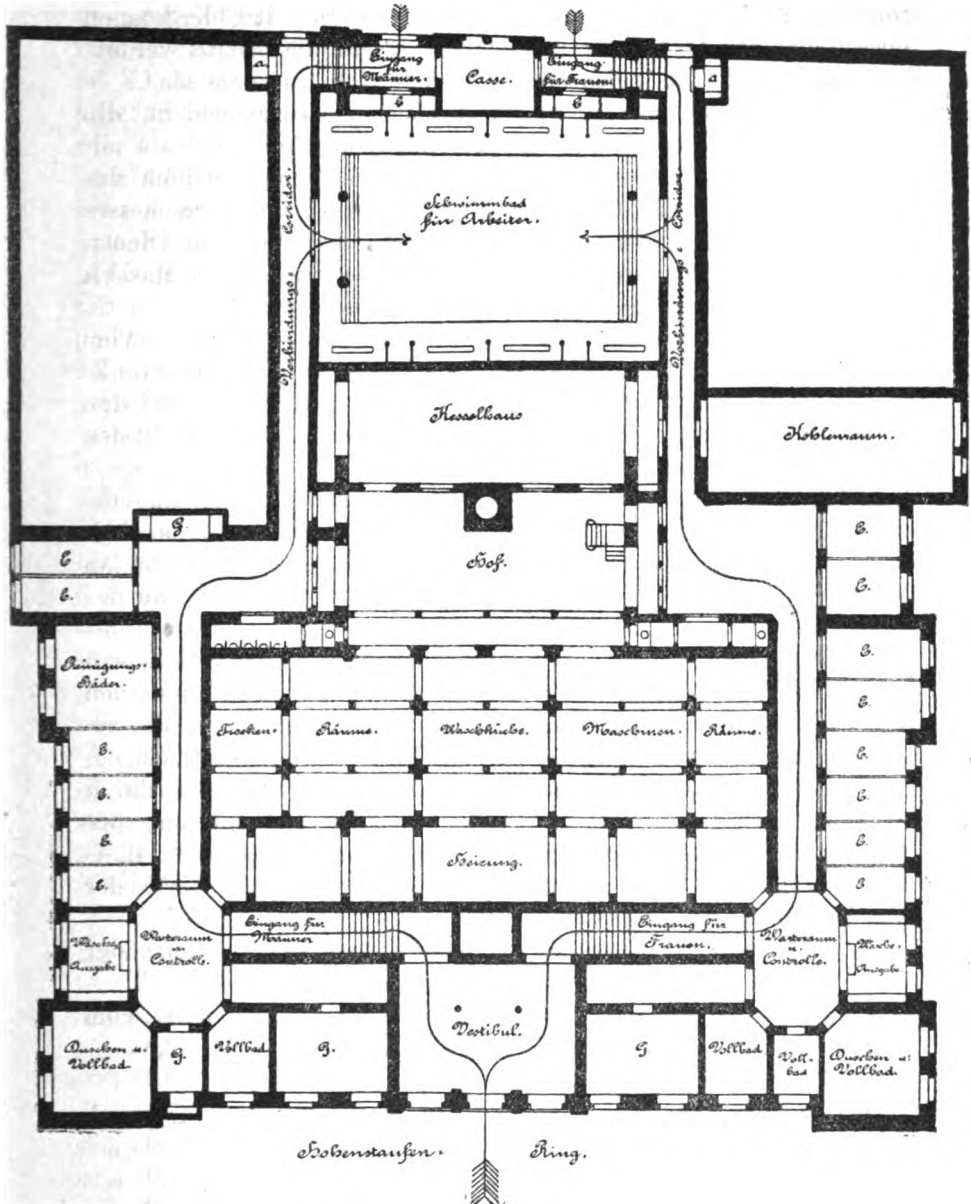 Eingang
für
Männer.
Casse.
Eingang
für Frauen
a
a
C
C
Corridor.
Schwimmbad
für Arbeiter.
Corridor
Verbindungs-
Verbindungs-
Kesselhaus
Kohlenraum.
G.
C.
C.
Hof.
C.
C.
Reinigungs-
Bäder.
C.
C.
C.
C.
C.
C.
Trocken-
Räume.
Waschküche.
Maschinen-
Räume.
C.
C.
C.
C.
Heizung.
Wäsche-
Ausgabe
Warteraum
u.
Controlle.
Eingang für
Männer
Eingang für
Frauen.
Warteraum
u.
Controlle.
Wäsche-
Ausgabe
Vestibul.
Duschen u.
Vollbad.
G.
Vollbad.
B.
G
Vollbad
Voll-
bad
Duschen u.
Vollbad.
Hohenstaufen-
Ring.